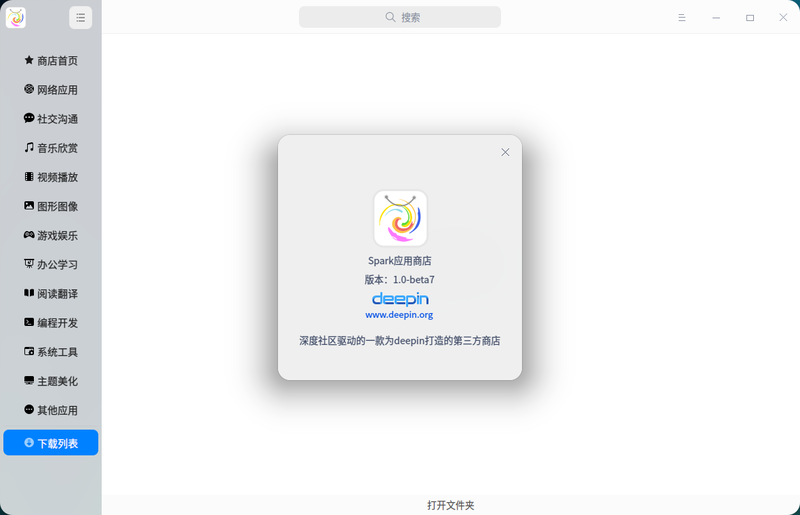 搜索
商店首页
网络应用
社交沟通
音乐欣赏
视频播放
图形图像
游戏娱乐
办公学习
阅读翻译
编程开发
系统工具
主题美化
其他应用
下载列表
Spark应用商店
版本：1.0-beta7
deepin
www.deepin.org
深度社区驱动的一款为deepin打造的第三方商店
打开文件夹